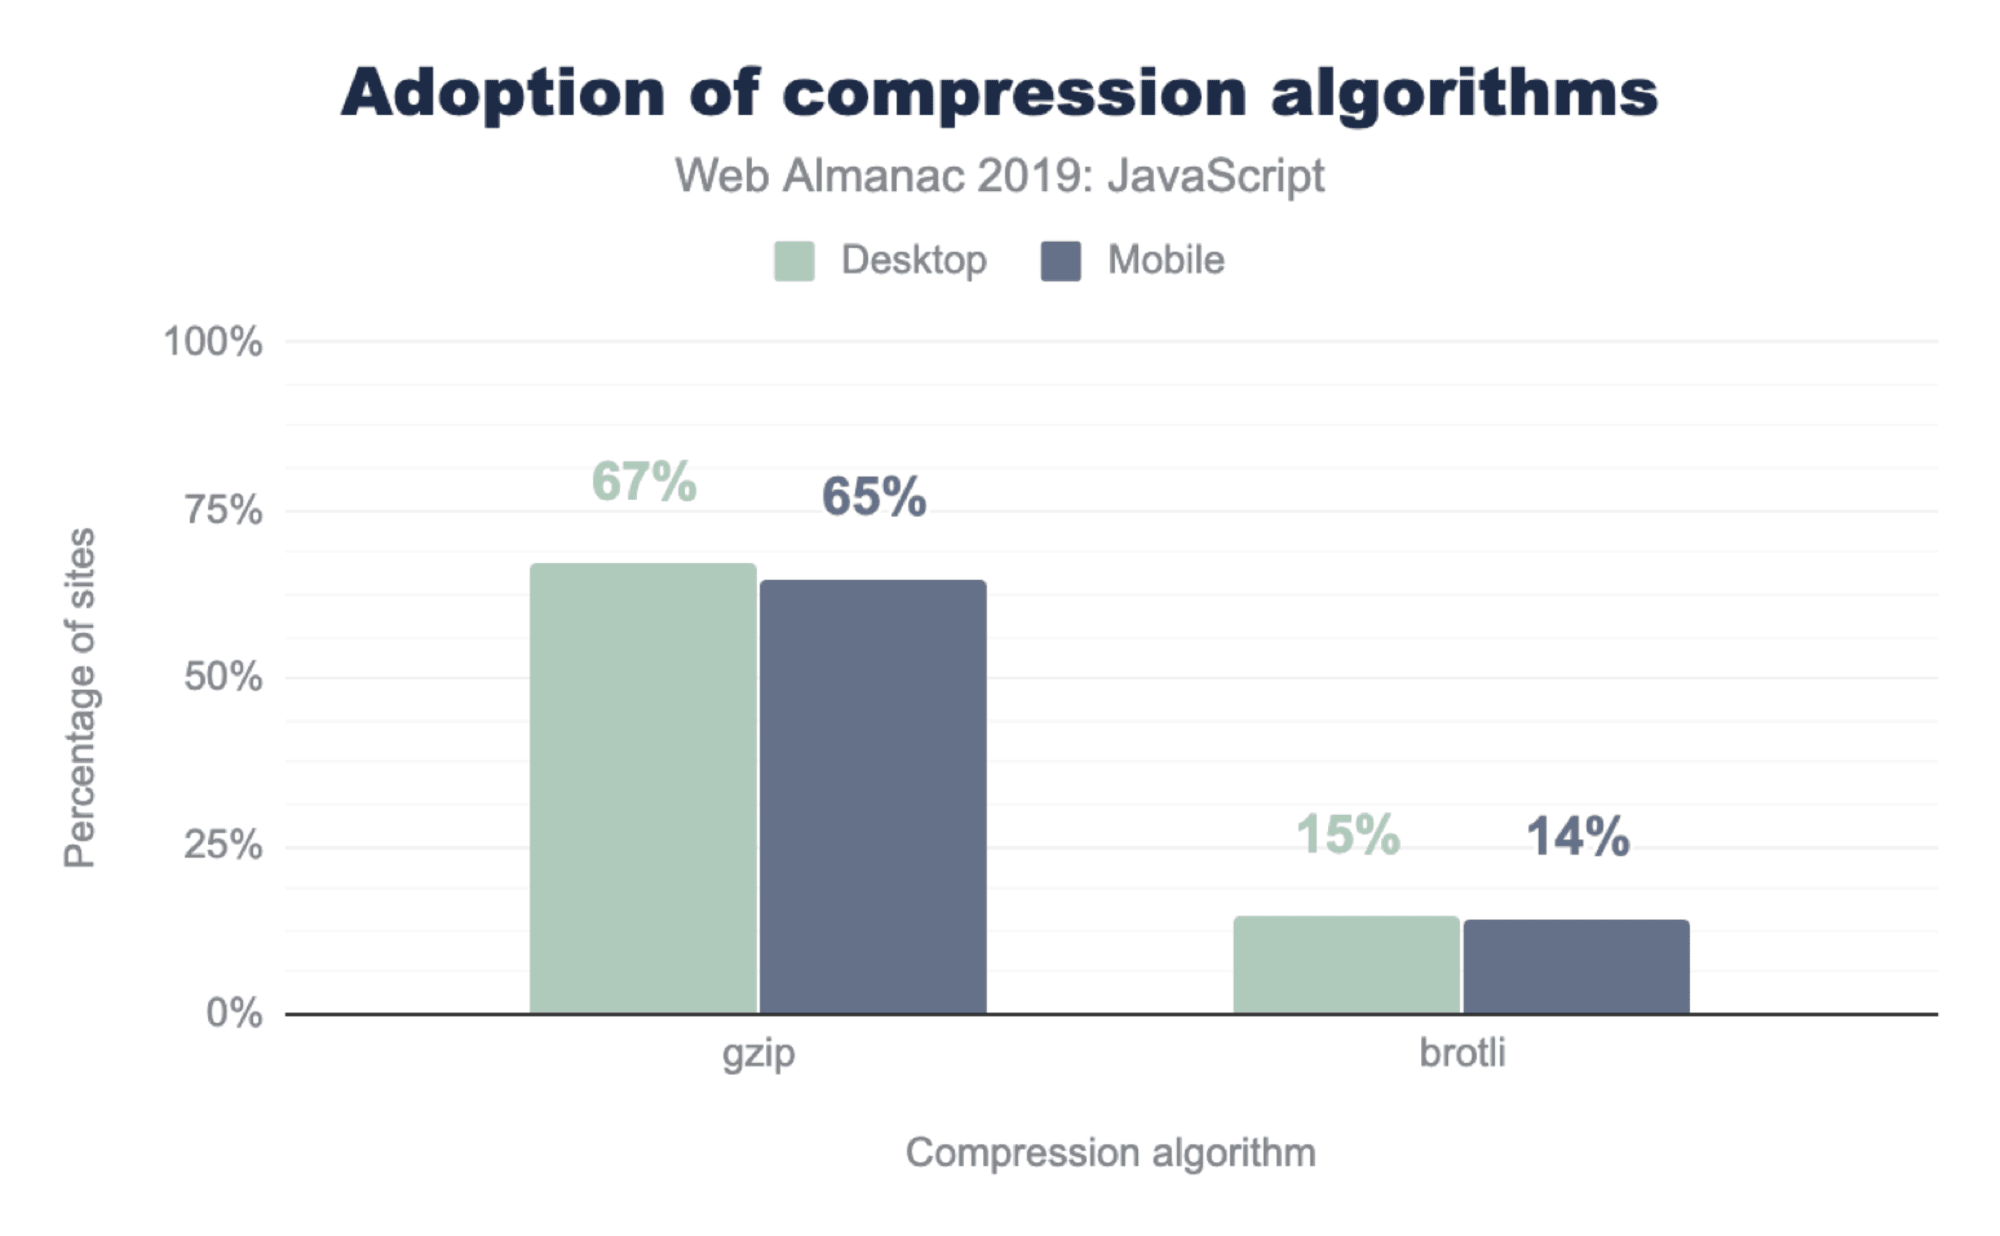 Adoption of compression algorithms
Web Almanac 2019: JavaScript
Desktop
Mobile
Percentage of sites
100%
75%
50%
25%
0%
67%
65%
15%
14%
gzip
brotli
Compression algorithm